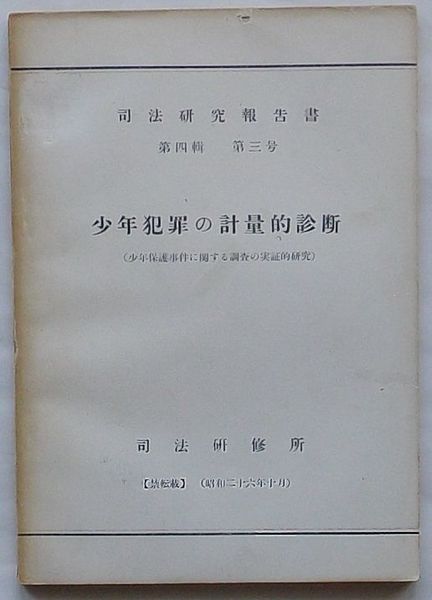 司法研究報告書
第四輯 第三号
少年犯罪の計量的診断
(少年保護事件に関する調査の実証的研究)
司法研修所
【禁転載】 (昭和二十六年十月)